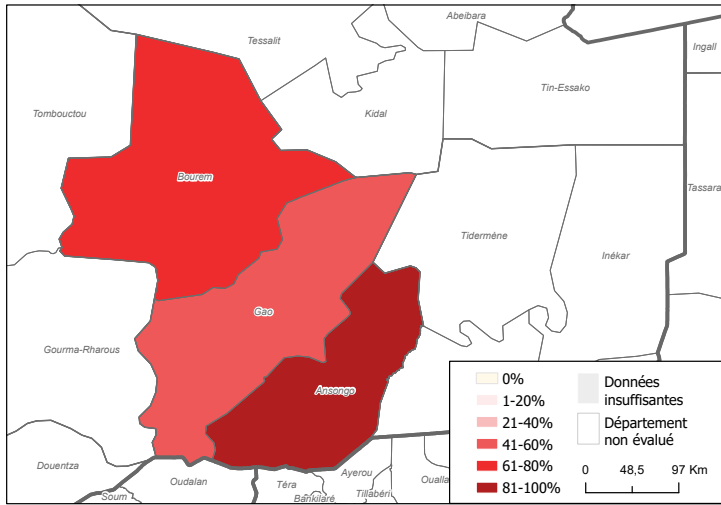 Abeibara
Tessalit
Ingall
Tin-Essako
Tombouctou
Kidal
Bourem
Tassara
Tiderméne
Inékar
Gao
Gourma-Rharous
Ansongo
0%
1-20%
21-40%
41-60%
61-80%
81-100%
Données
insuffisantes
Département
non évalué
0 48,5 97 Km
Douentza
Oudalan
Téra
Ayerou
Ouall
Soum
Bankilaré
Tillabéri